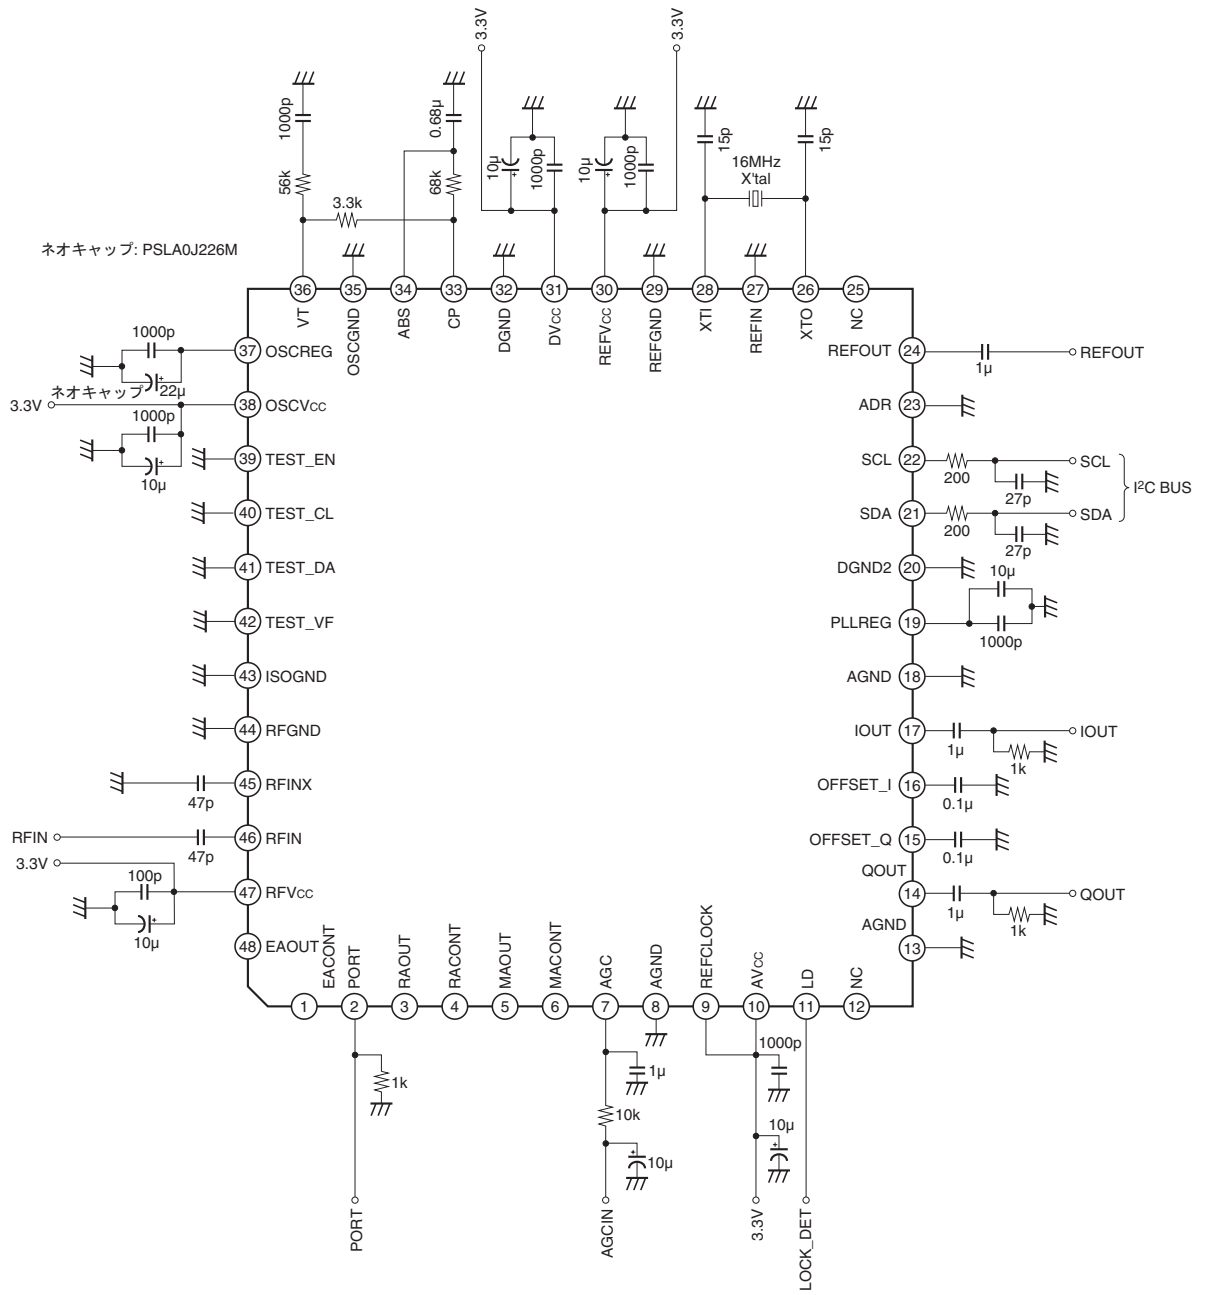 3.3V
3.3V
1000p
0.68µ
10µ
1000p
10µ
1000p
15p
15p
56k
68k
16MHz
X'tal
3.3k
ネオキャップ: PSLA0J226M
36
35
34
33
32
31
30
29
28
27
26
25
VT
OSCGND
ABS
CP
DGND
DVcc
REFVcc
REFGND
XTI
REFIN
XTO
NC
1000p
37
OSCREG
22µ
ネオキャップ
3.3V
38
OSCVcc
1000p
10µ
39
TEST_EN
40
TEST_CL
41
TEST_DA
42
TEST_VF
43
ISOGND
44
RFGND
45
RFINX
47p
RFIN
46
RFIN
47p
3.3V
100p
47
RFVcc
10µ
48
EAOUT
REFOUT
24
1µ
REFOUT
ADR
23
SCL
22
200
SCL
27p
I²C BUS
SDA
21
200
SDA
27p
DGND2
20
10µ
PLLREG
19
1000p
AGND
18
IOUT
17
1µ
IOUT
1k
OFFSET_I
16
0.1µ
OFFSET_Q
15
0.1µ
QOUT
14
1µ
QOUT
1k
AGND
13
EACONT
PORT
RAOUT
RACONT
MAOUT
MACONT
AGC
AGND
REFCLOCK
AVcc
LD
NC
1
2
3
4
5
6
7
8
9
10
11
12
1k
1µ
10k
10µ
1000p
10µ
PORT
AGCIN
3.3V
LOCK_DET